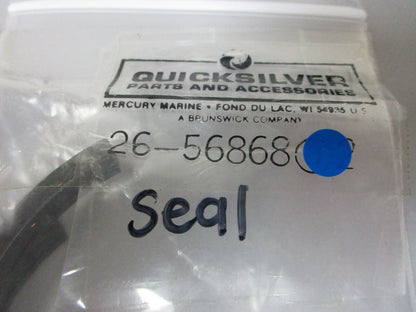 QUICKSILVER
PARTS AND ACCESSORIES
MERCURY MARINE • FOND DU LAC, WI 54935 U.S.
A BRUNSWICK COMPANY
26-56868
Seal